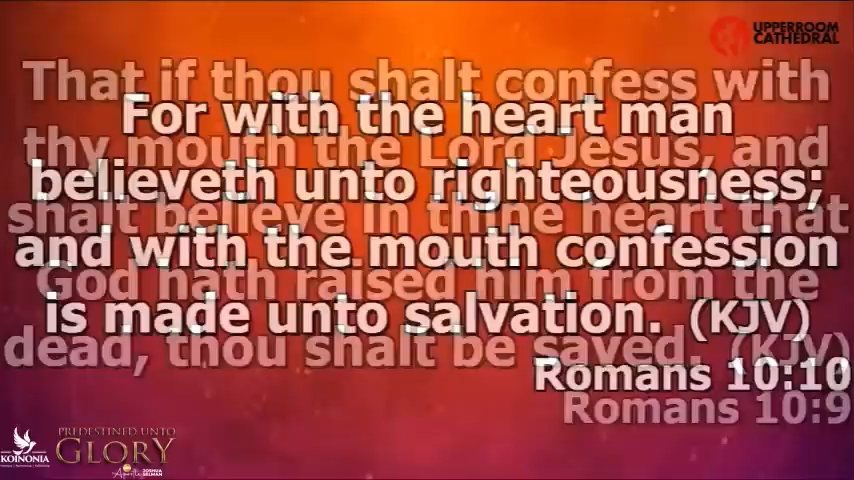 UPPERROOM
CATHEDRAL
That if thou shalt confess with
thy mouth the Lord Jesus, and
shalt believe in thine heart that
God hath raised him from the
dead, thou shalt be saved. (KJV)
Romans 10:9
For with the heart man
believeth unto righteousness;
and with the mouth confession
is made unto salvation. (KJV)
Romans 10:10
KOINONIA
PREDESTINED UNTO
GLORY
Apostle JOSHUA
SELMAN